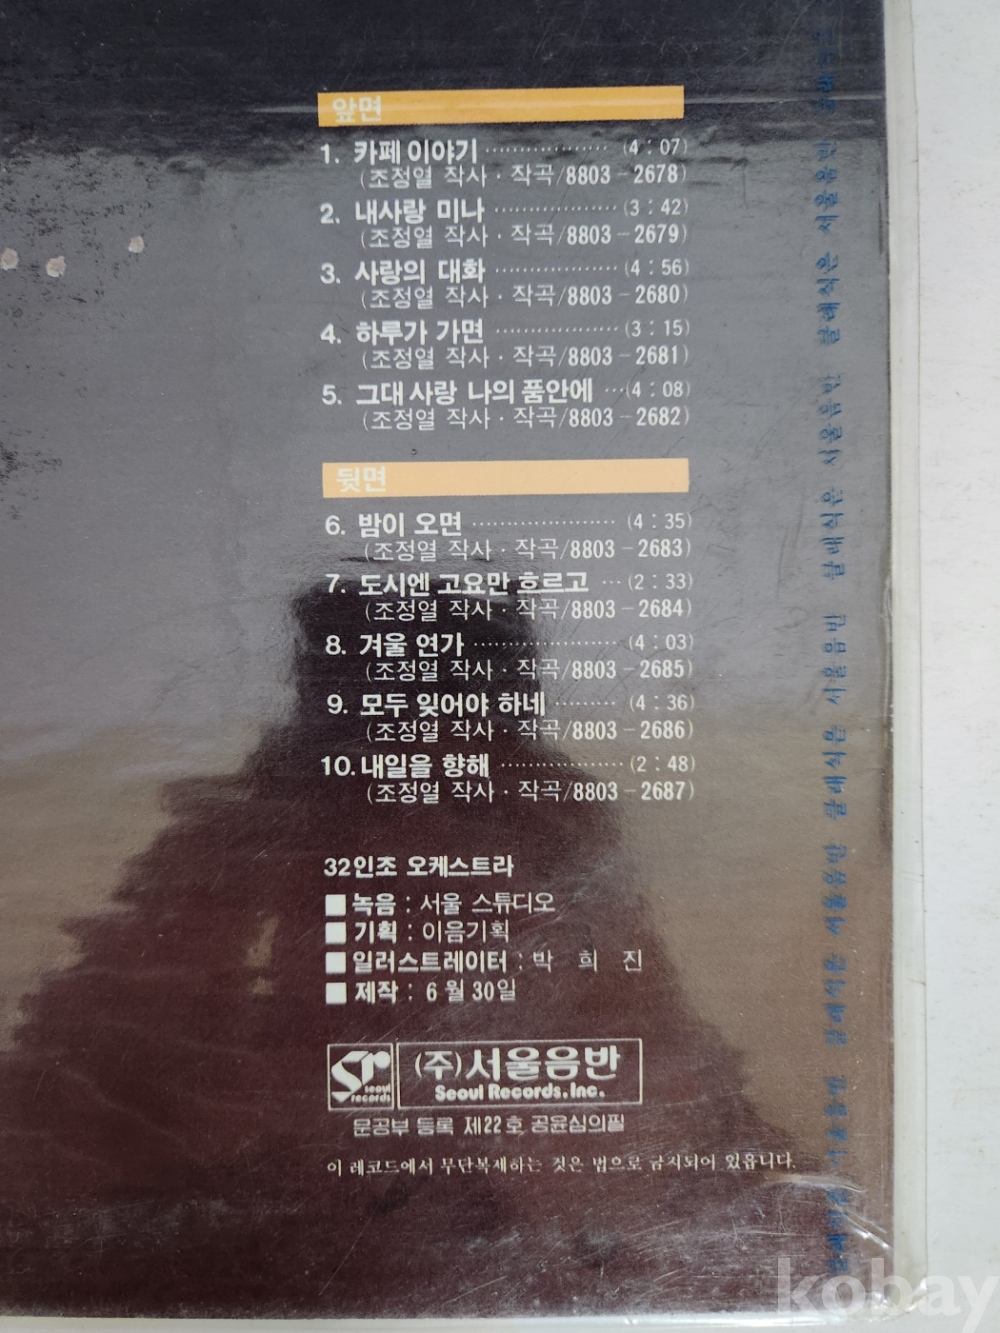 앞면
1. 카페 이야기 ················· (4 : 07)
(조정열 작사 · 작곡/8803－2678)
2. 내사랑 미나 ················· (3 : 42)
(조정열 작사 · 작곡/8803－2679)
3. 사랑의 대화 ················· (4 : 56)
(조정열 작사 · 작곡/8803－2680)
4. 하루가 가면 ················· (3 : 15)
(조정열 작사 · 작곡/8803－2681)
5. 그대 사랑 나의 품안에 ··· (4 : 08)
(조정열 작사 · 작곡/8803－2682)
뒷면
6. 밤이 오면 ···················· (4 : 35)
(조정열 작사 · 작곡/8803－2683)
7. 도시엔 고요만 흐르고 ··· (2 : 33)
(조정열 작사 · 작곡/8803－2684)
8. 겨울 연가 ···················· (4 : 03)
(조정열 작사 · 작곡/8803－2685)
9. 모두 잊어야 하네 ········· (4 : 36)
(조정열 작사 · 작곡/8803－2686)
10. 내일을 향해 ················· (2 : 48)
(조정열 작사 · 작곡/8803－2687)
32인조 오케스트라
■ 녹음 : 서울 스튜디오
■ 기획 : 이음기획
■ 일러스트레이터 : 박 희 진
■ 제작 : 6월 30일
Sr seoul records
(주)서울음반
Seoul Records, Inc.
문공부 등록 제22호 공윤심의필
이 레코드에서 무단복제하는 것은 법으로 금지되어 있읍니다.
kobay